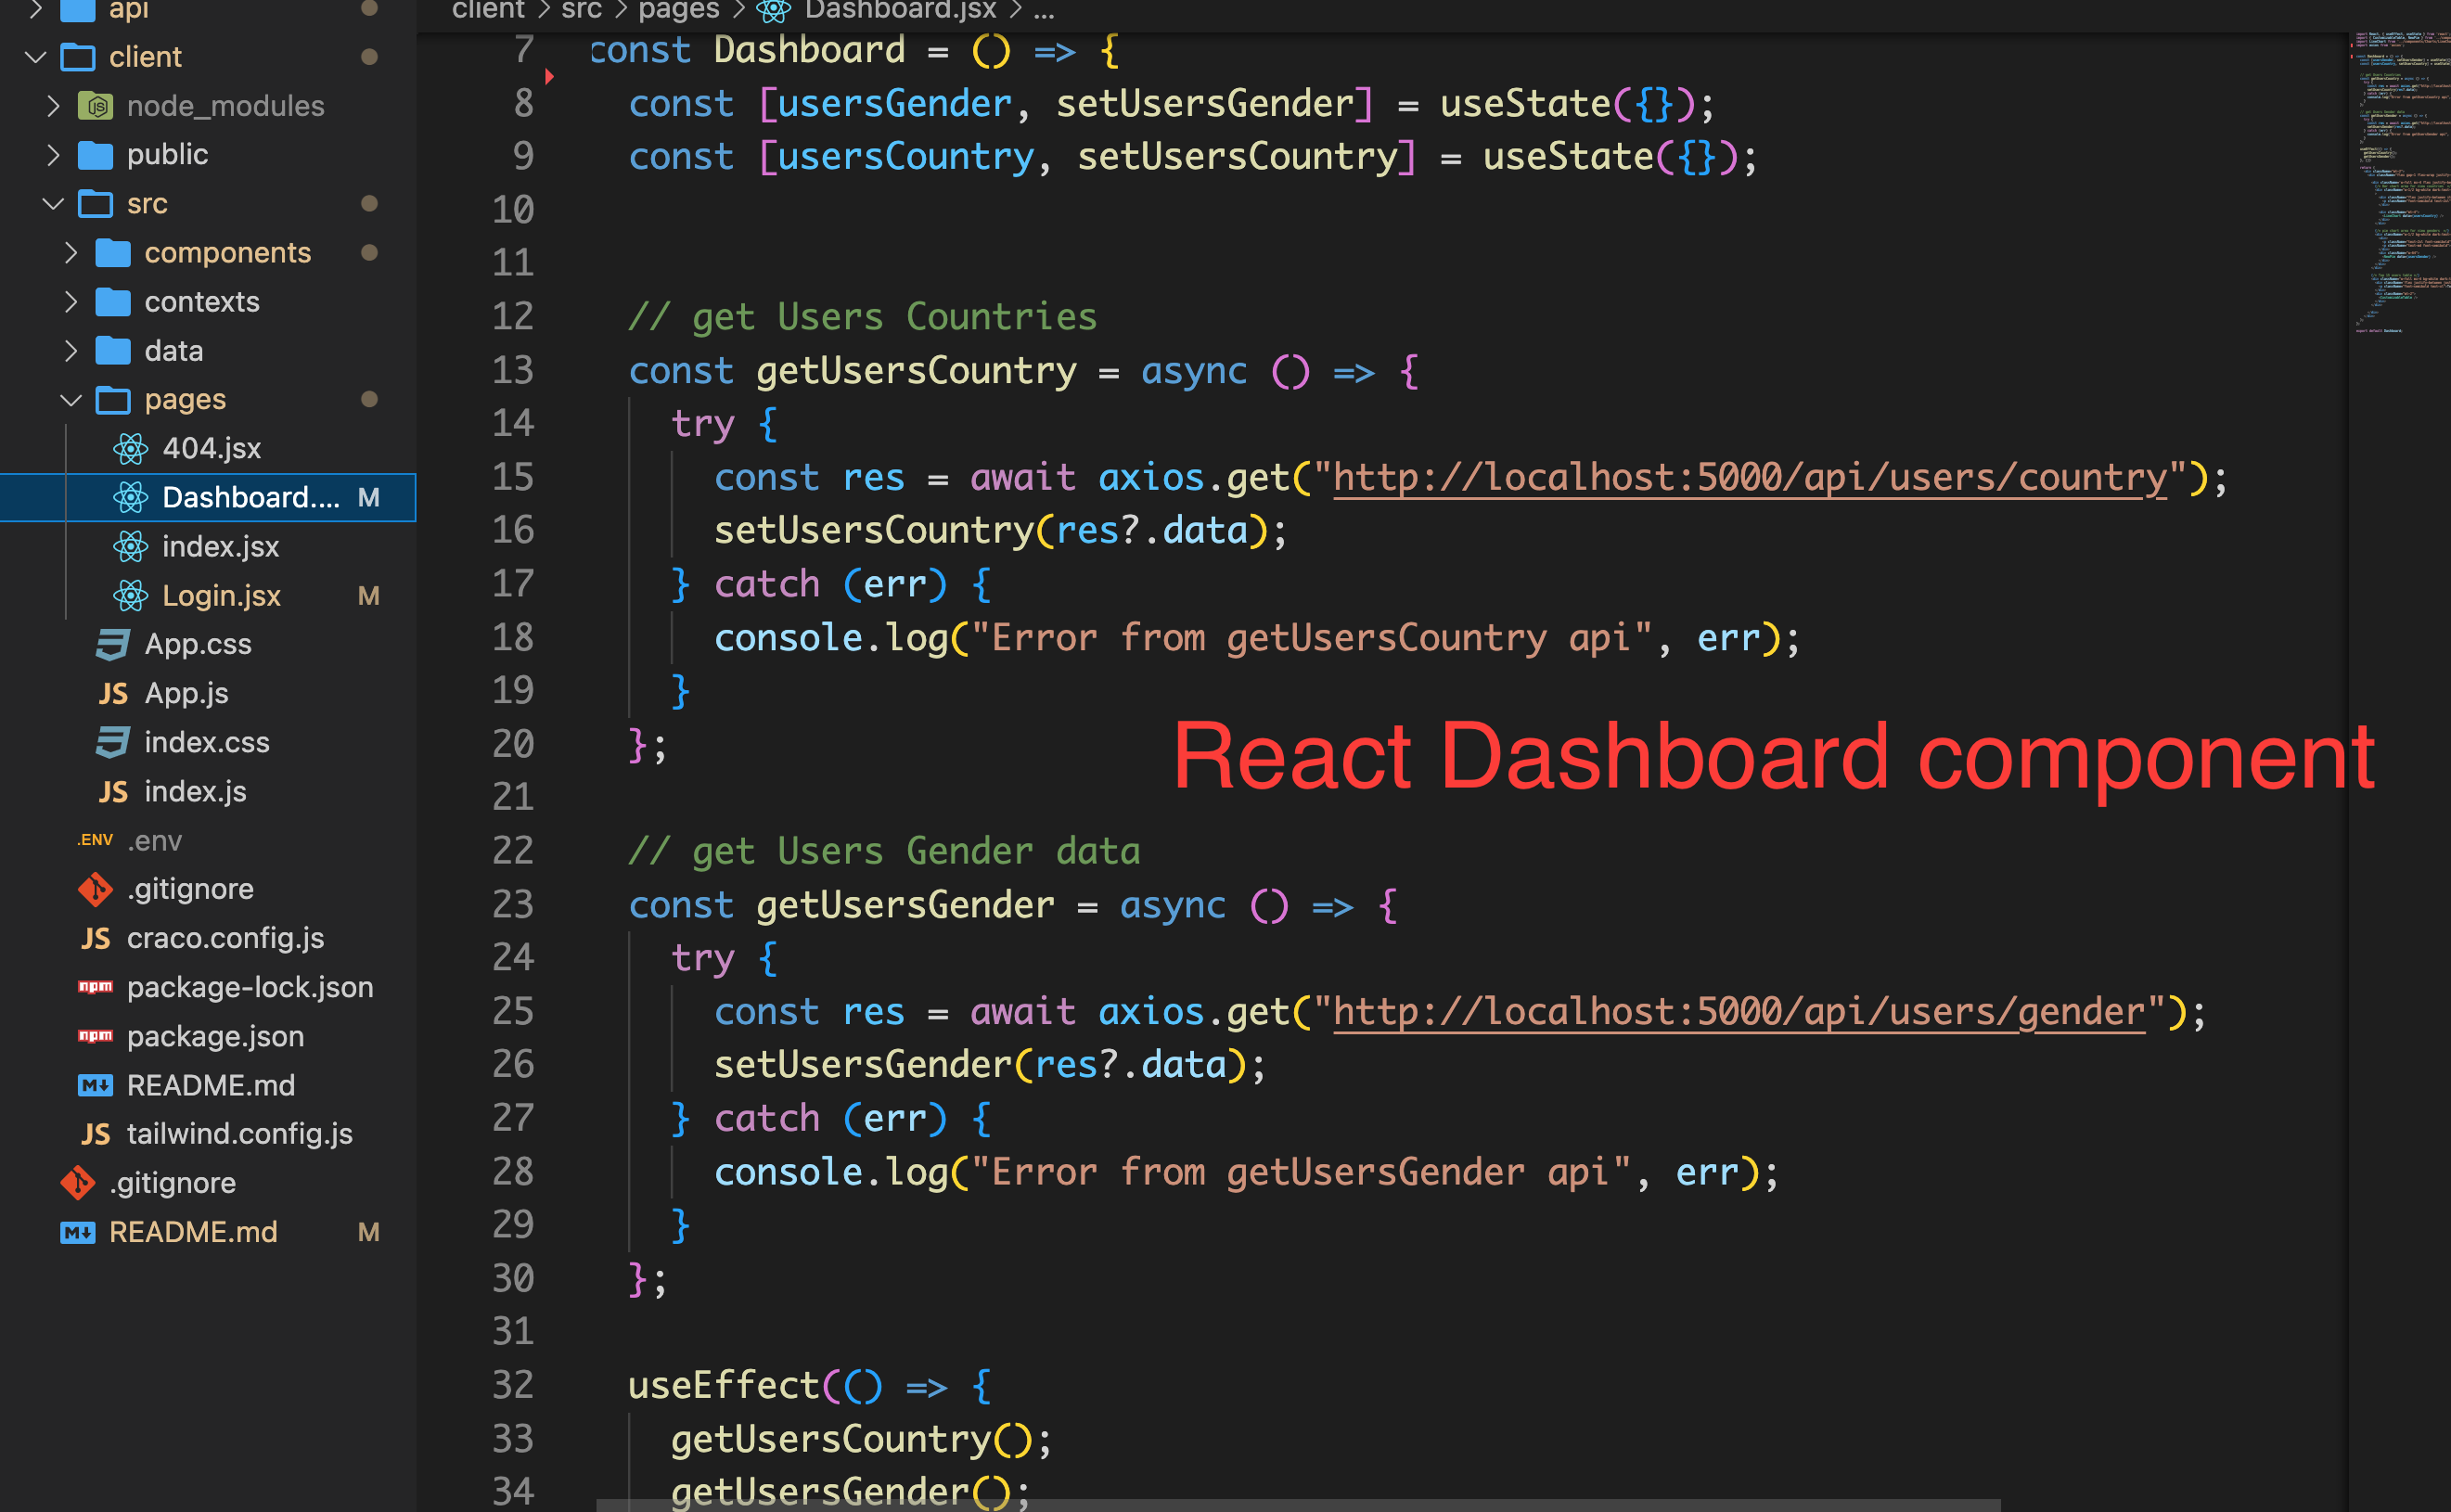 api
client
node_modules
public
src
components
contexts
data
pages
404.jsx
Dashboard.... M
index.jsx
Login.jsx M
App.css
JS App.js
index.css
JS index.js
.ENV .env
.gitignore
JS craco.config.js
npm package-lock.json
npm package.json
M↓ README.md
JS tailwind.config.js
.gitignore
M↓ README.md M
client > src > pages > Dashboard.jsx > ...
7 const Dashboard = () => {
8 const [usersGender, setUsersGender] = useState({});
9 const [usersCountry, setUsersCountry] = useState({});
10
11
12 // get Users Countries
13 const getUsersCountry = async () => {
14 try {
15 const res = await axios.get("http://localhost:5000/api/users/country");
16 setUsersCountry(res?.data);
17 } catch (err) {
18 console.log("Error from getUsersCountry api", err);
19 }
20 };
React Dashboard component
21
22 // get Users Gender data
23 const getUsersGender = async () => {
24 try {
25 const res = await axios.get("http://localhost:5000/api/users/gender");
26 setUsersGender(res?.data);
27 } catch (err) {
28 console.log("Error from getUsersGender api", err);
29 }
30 };
31
32 useEffect(() => {
33 getUsersCountry();
34 getUsersGender();